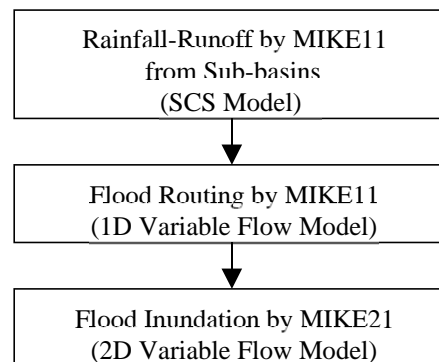 Rainfall-Runoff by MIKE11
from Sub-basins
(SCS Model)
Flood Routing by MIKE11
(1D Variable Flow Model)
Flood Inundation by MIKE21
(2D Variable Flow Model)